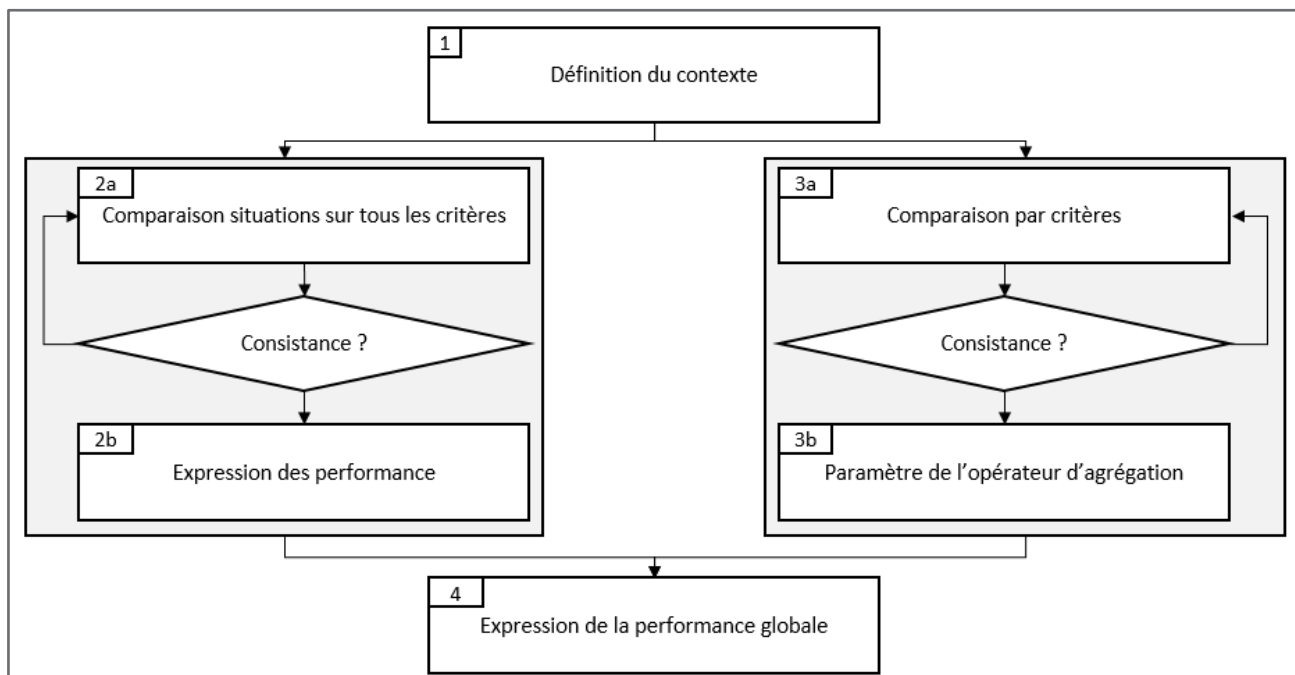 1
Définition du contexte
2a
Comparaison situations sur tous les critères
Consistance ?
2b
Expression des performance
3a
Comparaison par critères
Consistance ?
3b
Paramètre de l’opérateur d’agrégation
4
Expression de la performance globale